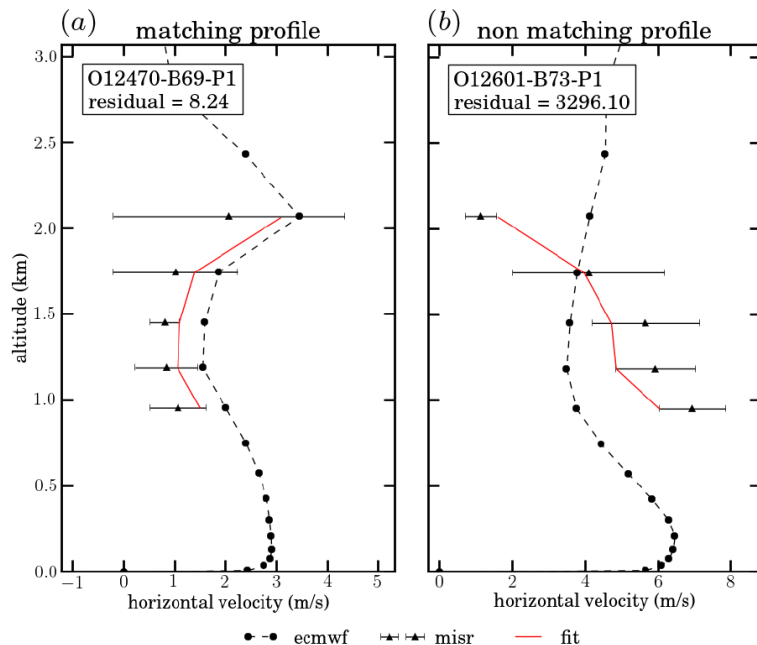 (a) matching profile
(b) non matching profile
O12470-B69-P1
residual = 8.24
O12601-B73-P1
residual = 3296.10
altitude (km)
3.0
2.5
2.0
1.5
1.0
0.5
0.0
−1 0 1 2 3 4 5
0 2 4 6 8
horizontal velocity (m/s)
horizontal velocity (m/s)
ecmwf misr fit